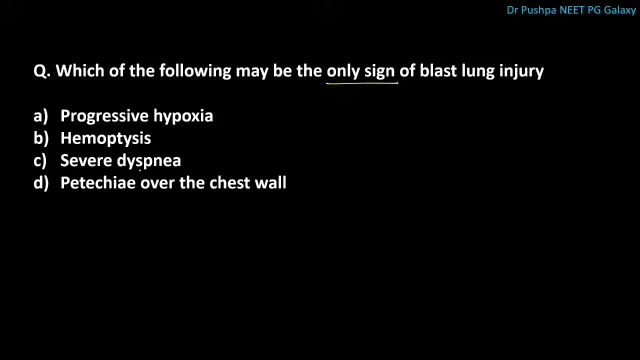 Dr Pushpa NEET PG Galaxy
Q. Which of the following may be the only sign of blast lung injury
a) Progressive hypoxia
b) Hemoptysis
c) Severe dyspnea
d) Petechiae over the chest wall